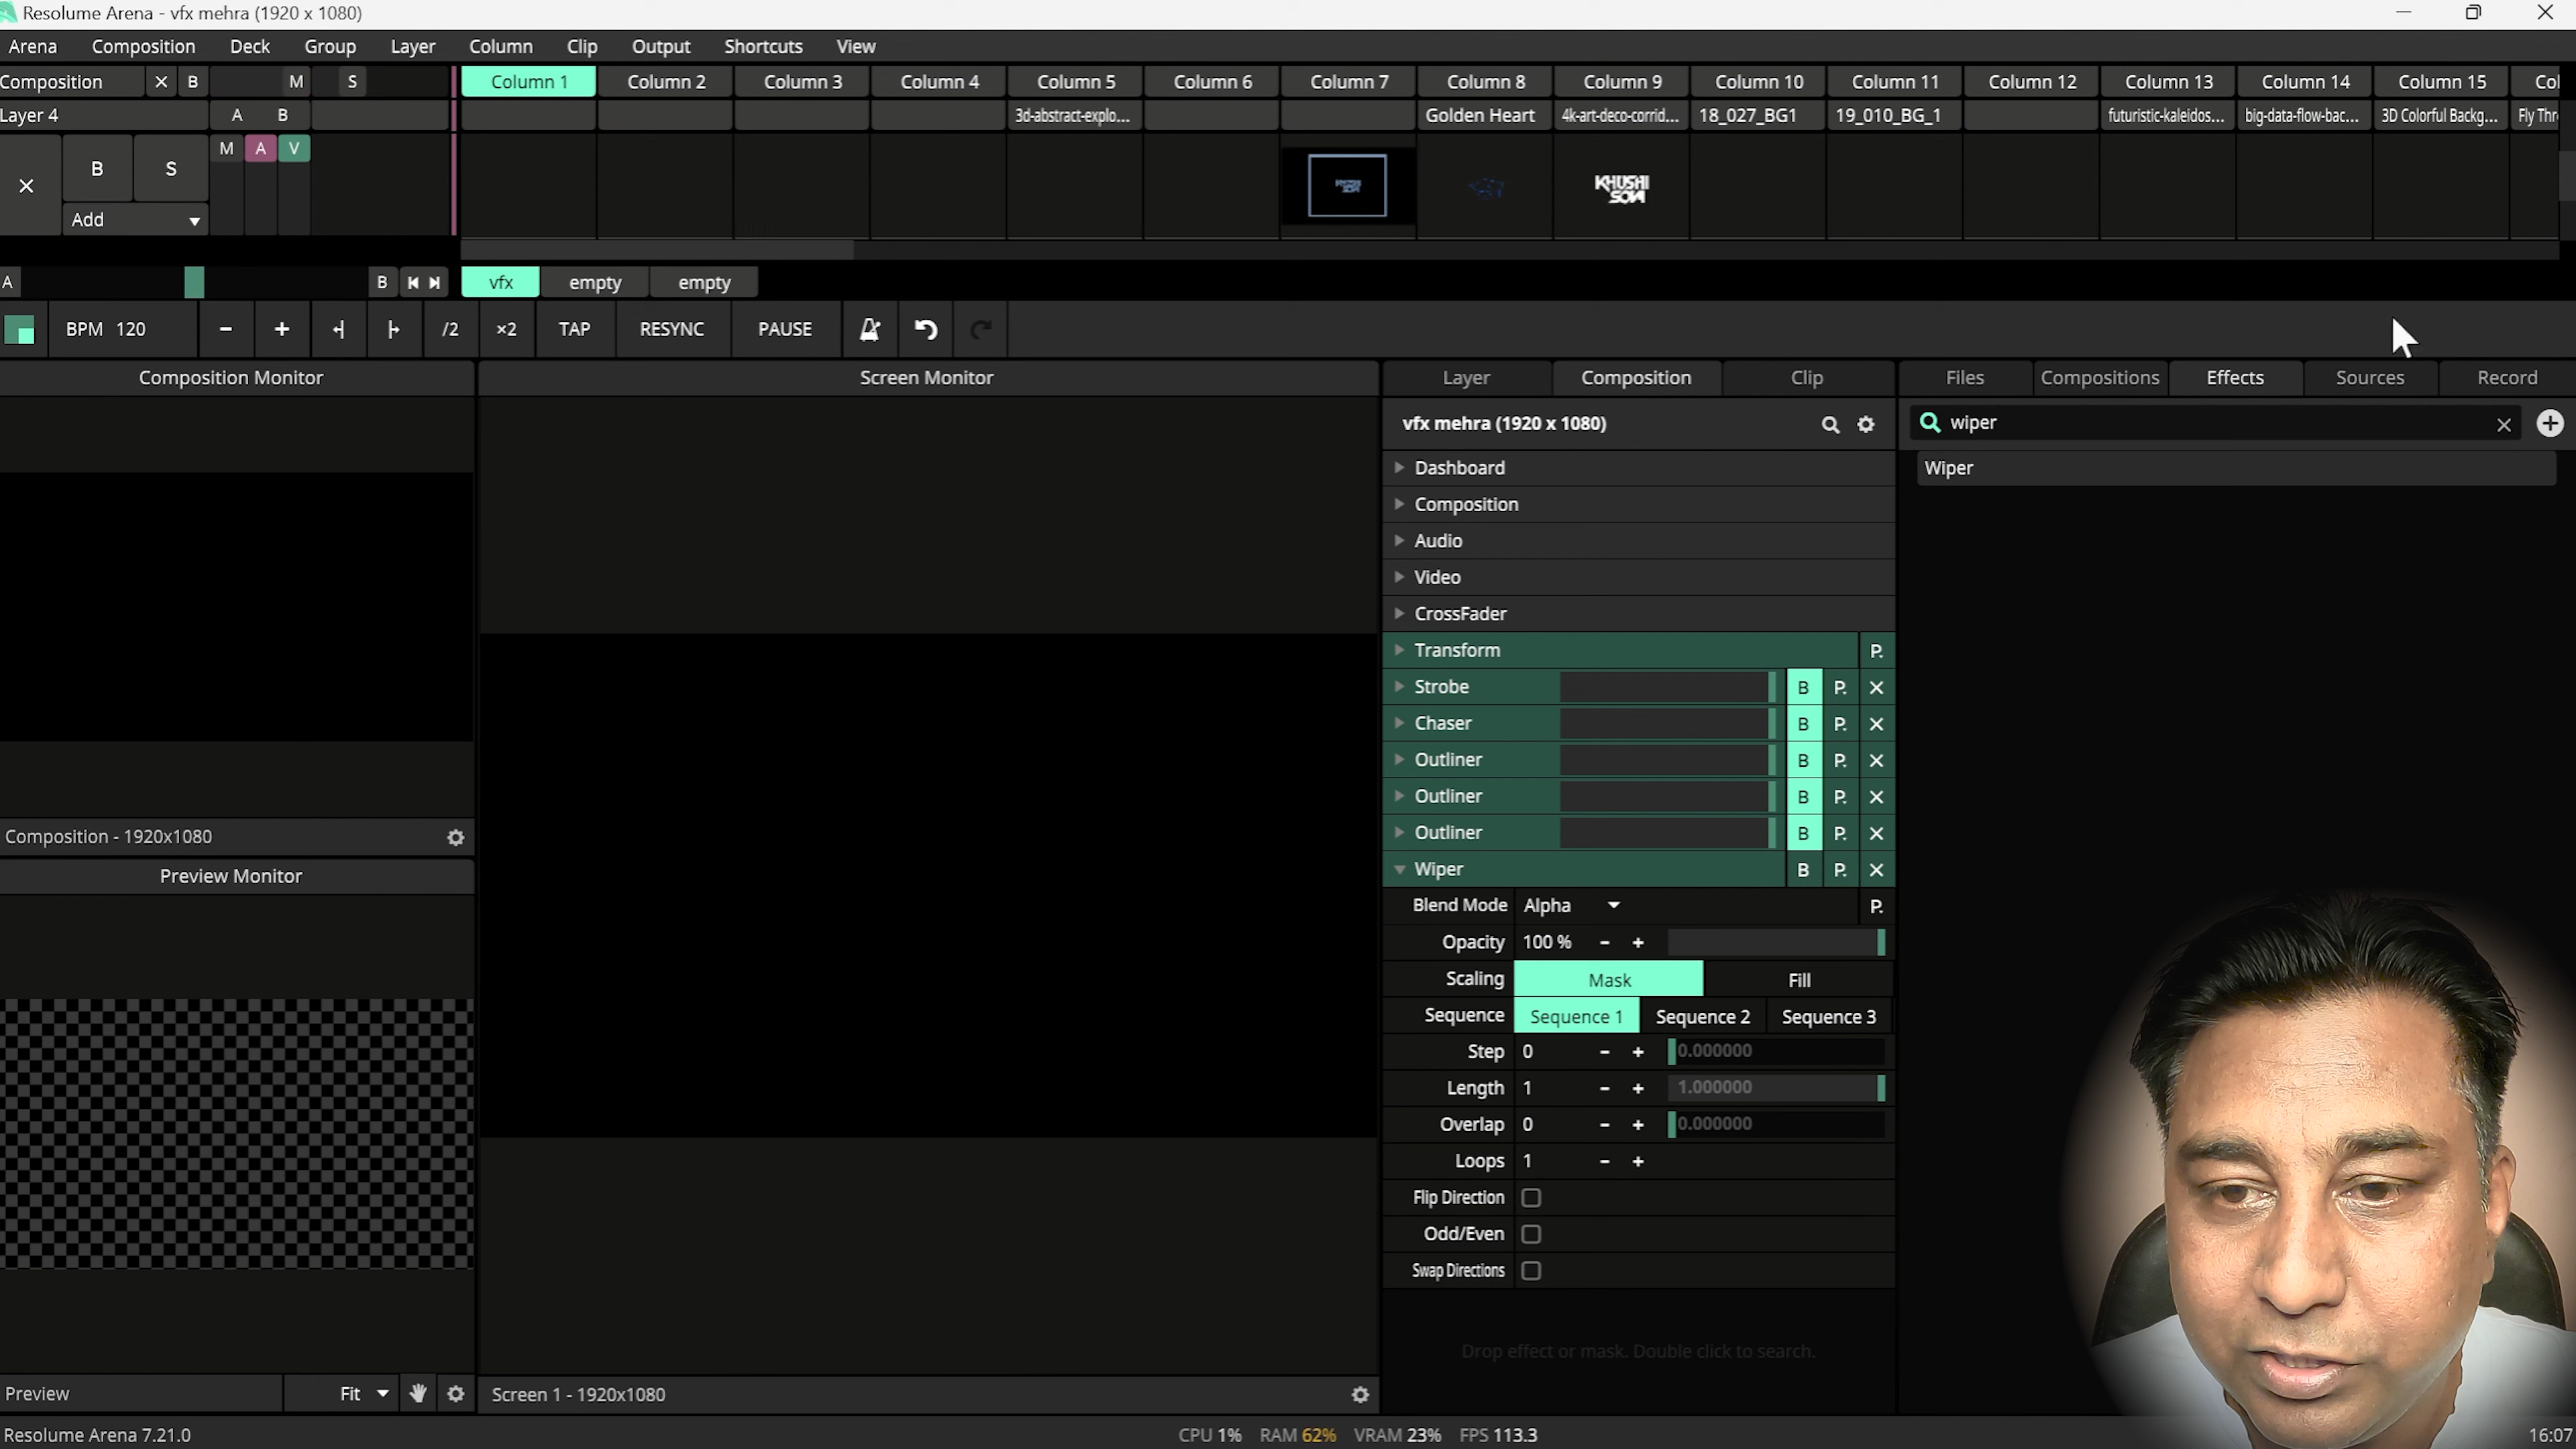 Resolume Arena - vfx mehra (1920 x 1080)
Arena Composition Deck Group Layer Column Clip Output Shortcuts View
Composition B M S Column 1 Column 2 Column 3 Column 4 Column 5 Column 6 Column 7 Column 8 Column 9 Column 10 Column 11 Column 12 Column 13 Column 14 Column 15 Col
Layer 4 A B 3d-abstract-explo... Golden Heart 4k-art-deco-corrid... 18_027_BG1 19_010_BG_1 futuristic-kaleidos... big-data-flow-bac... 3D Colorful Backg... Fly Thr
B S M A V
KHUSHI
SONI
Add
A B vfx empty empty
BPM 120 - + /2 ×2 TAP RESYNC PAUSE
Composition Monitor Screen Monitor Layer Composition Clip Files Compositions Effects Sources Record
vfx mehra (1920 x 1080) wiper
Dashboard Wiper
Composition
Audio
Video
CrossFader
Transform P.
Strobe B P.
Chaser B P.
Outliner B P.
Outliner B P.
Outliner B P.
Composition - 1920x1080
Wiper B P.
Preview Monitor
Blend Mode Alpha P.
Opacity 100 % - +
Scaling Mask Fill
Sequence Sequence 1 Sequence 2 Sequence 3
Step 0 - + 0.000000
Length 1 - + 1.000000
Overlap 0 - + 0.000000
Loops 1 - +
Flip Direction
Odd/Even
Swap Directions
Drop effect or mask. Double click to search.
Preview Fit Screen 1 - 1920x1080
Resolume Arena 7.21.0 CPU 1% RAM 62% VRAM 23% FPS 113.3 16:07